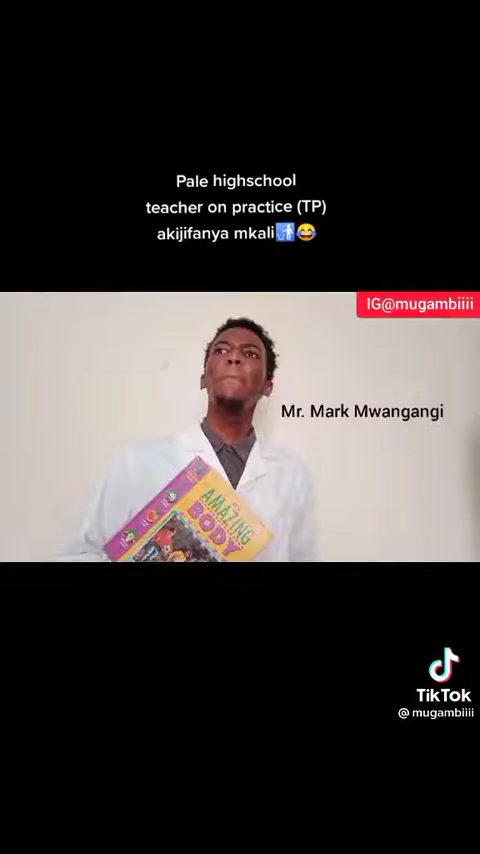 Pale highschool
teacher on practice (TP)
akijifanya mkali🚮😂
IG@mugambiiii
Mr. Mark Mwangangi
AMAZING
BODY
TikTok
@mugambiiii